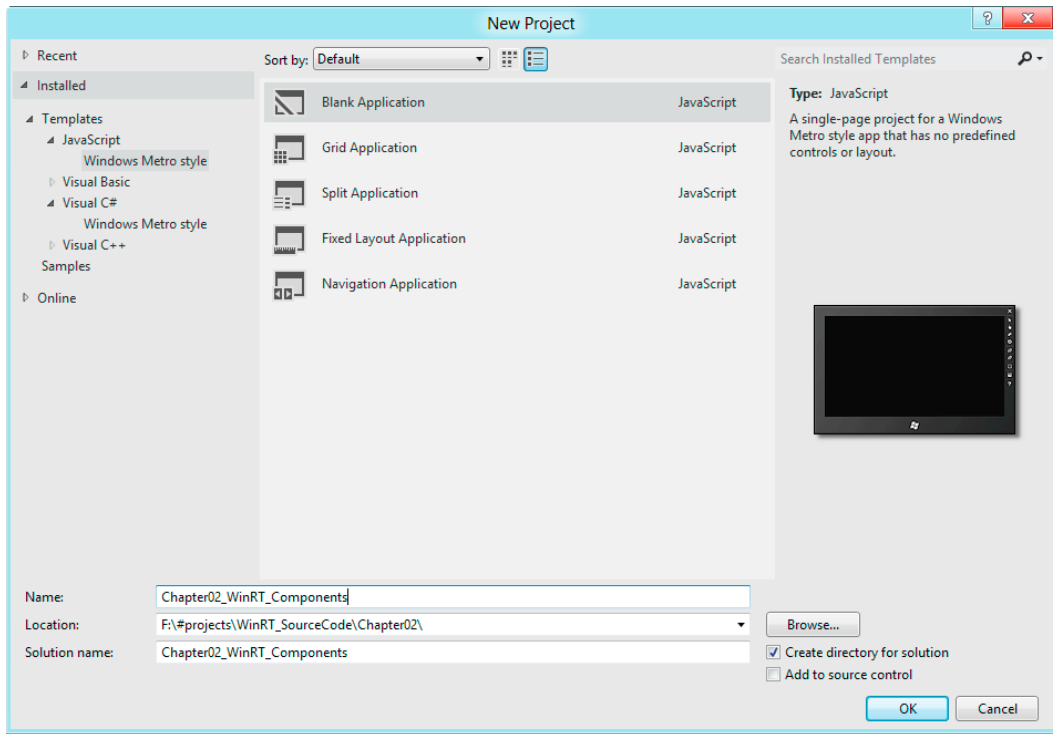 New Project
Recent
Installed
Templates
JavaScript
Windows Metro style
Visual Basic
Visual C#
Windows Metro style
Visual C++
Samples
Online
Sort by: Default
Blank Application JavaScript
Grid Application JavaScript
Split Application JavaScript
Fixed Layout Application JavaScript
Navigation Application JavaScript
Search Installed Templates
Type: JavaScript
A single-page project for a Windows
Metro style app that has no predefined
controls or layout.
Name: Chapter02_WinRT_Components
Location: F:\#projects\WinRT_SourceCode\Chapter02\
Browse...
Solution name: Chapter02_WinRT_Components
Create directory for solution
Add to source control
OK Cancel